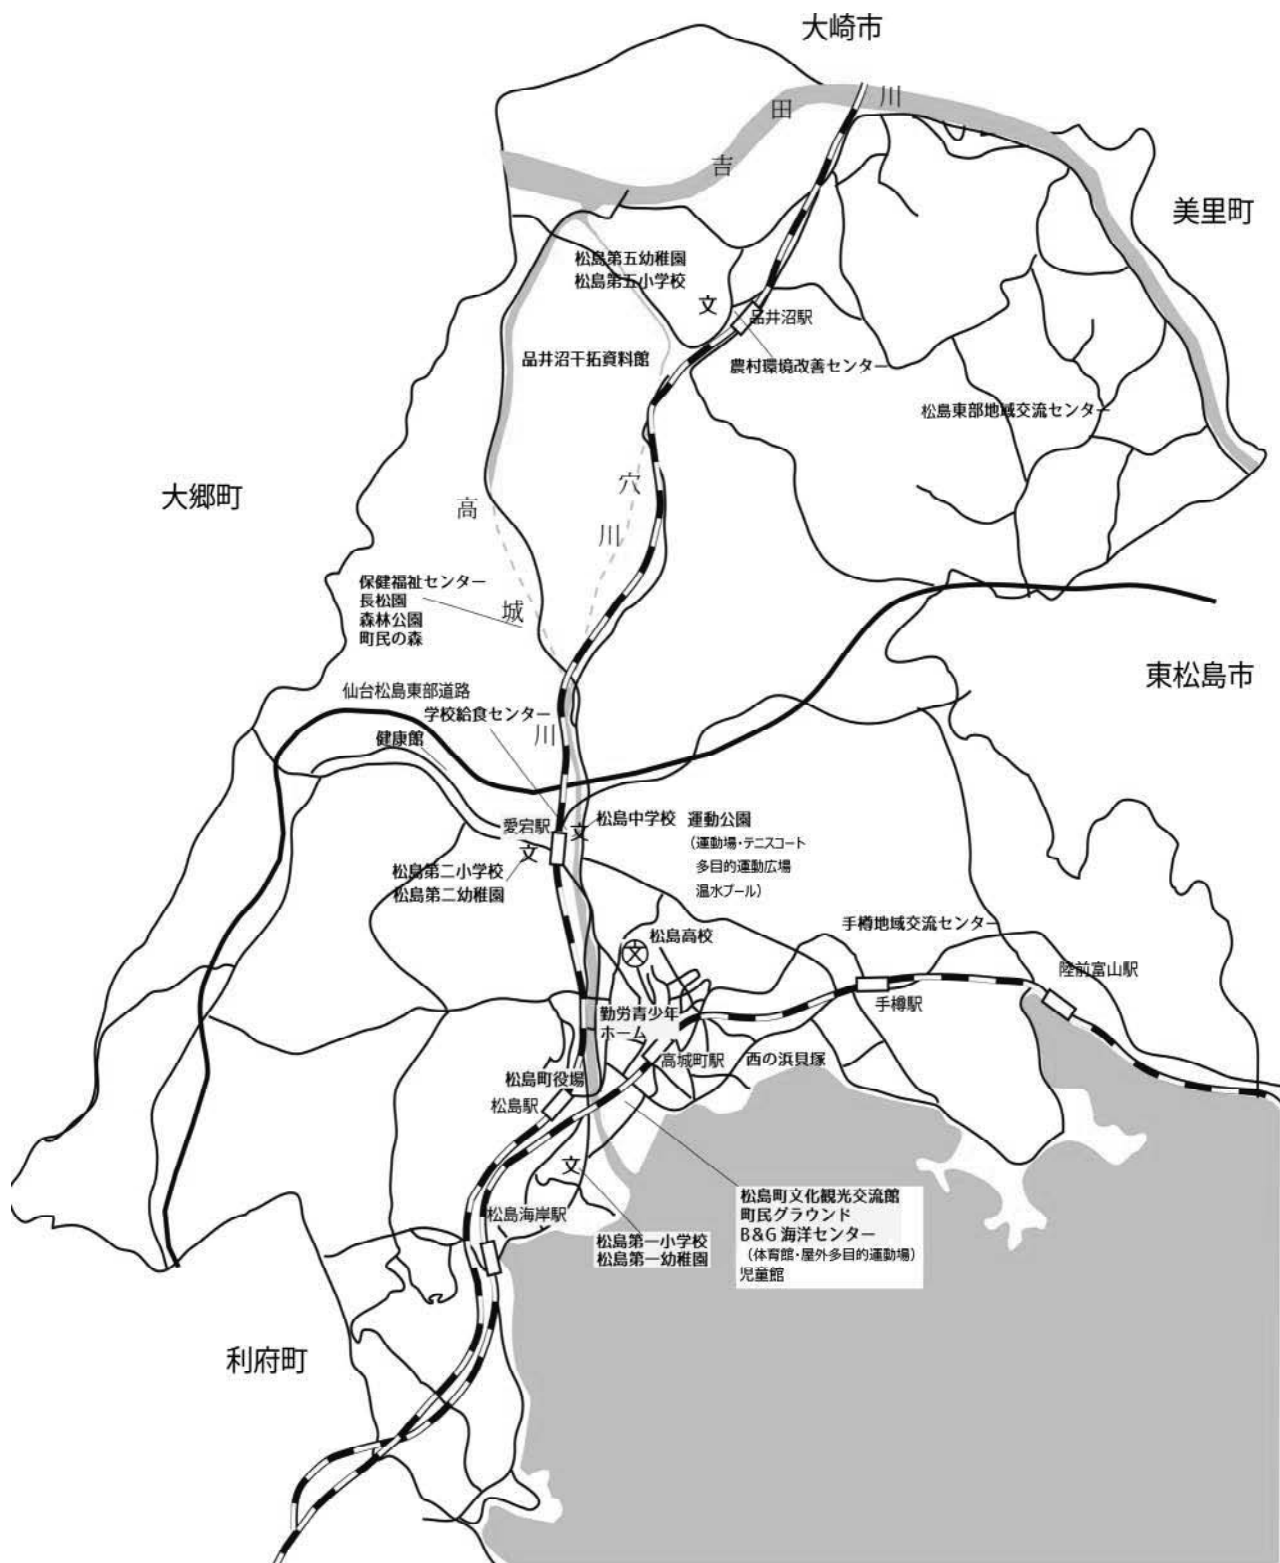 大崎市
吉田川
美里町
松島第五幼稚園
松島第五小学校
文
品井沼駅
品井沼干拓資料館
農村環境改善センター
松島東部地域交流センター
大郷町
高城川
穴川
保健福祉センター
長松園
森林公園
町民の森
東松島市
仙台松島東部道路
学校給食センター
健康館
愛宕駅
文
松島中学校
運動公園
（運動場・テニスコート
多目的運動広場
温水プール）
文
松島第二小学校
松島第二幼稚園
手樽地域交流センター
松島高校
文
陸前富山駅
手樽駅
勤労青少年
ホーム
高城町駅
西の浜貝塚
松島町役場
松島駅
文
松島海岸駅
松島第一小学校
松島第一幼稚園
松島町文化観光交流館
町民グラウンド
B&G海洋センター
（体育館・屋外多目的運動場）
児童館
利府町